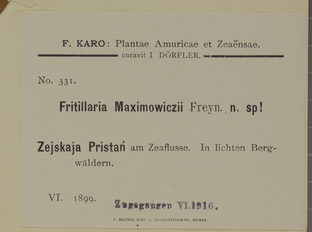 F. KARO: Plantae Amuricae et Zeaënsae.
curavit I DÖRFLER.
No. 331.
Fritillaria Maximowiczii Freyn. n. sp!
Zejskaja Pristań am Zeaflusse. In lichten Berg-
wäldern.
VI. 1899.
Zugegangen VI.1916.